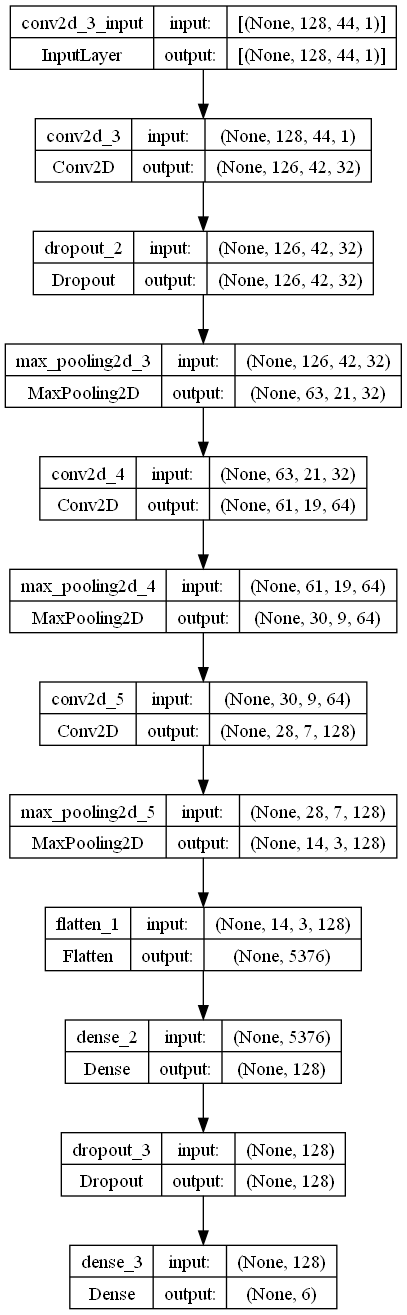 conv2d_3_input input: [(None, 128, 44, 1)]
InputLayer output: [(None, 128, 44, 1)]
conv2d_3 input: (None, 128, 44, 1)
Conv2D output: (None, 126, 42, 32)
dropout_2 input: (None, 126, 42, 32)
Dropout output: (None, 126, 42, 32)
max_pooling2d_3 input: (None, 126, 42, 32)
MaxPooling2D output: (None, 63, 21, 32)
conv2d_4 input: (None, 63, 21, 32)
Conv2D output: (None, 61, 19, 64)
max_pooling2d_4 input: (None, 61, 19, 64)
MaxPooling2D output: (None, 30, 9, 64)
conv2d_5 input: (None, 30, 9, 64)
Conv2D output: (None, 28, 7, 128)
max_pooling2d_5 input: (None, 28, 7, 128)
MaxPooling2D output: (None, 14, 3, 128)
flatten_1 input: (None, 14, 3, 128)
Flatten output: (None, 5376)
dense_2 input: (None, 5376)
Dense output: (None, 128)
dropout_3 input: (None, 128)
Dropout output: (None, 128)
dense_3 input: (None, 128)
Dense output: (None, 6)